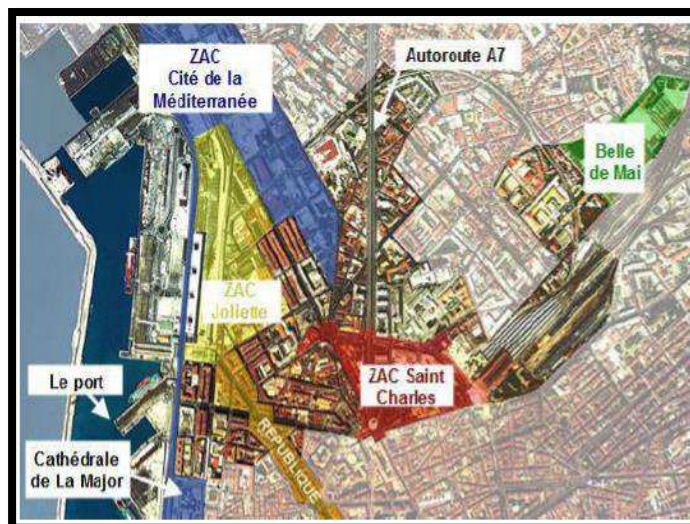 ZAC
Cité de la
Méditerranée
Autoroute A7
Belle
de Mai
ZAC
Joliette
ZAC Saint
Charles
Le port
Cathédrale
de La Major
REPUBLIQUE